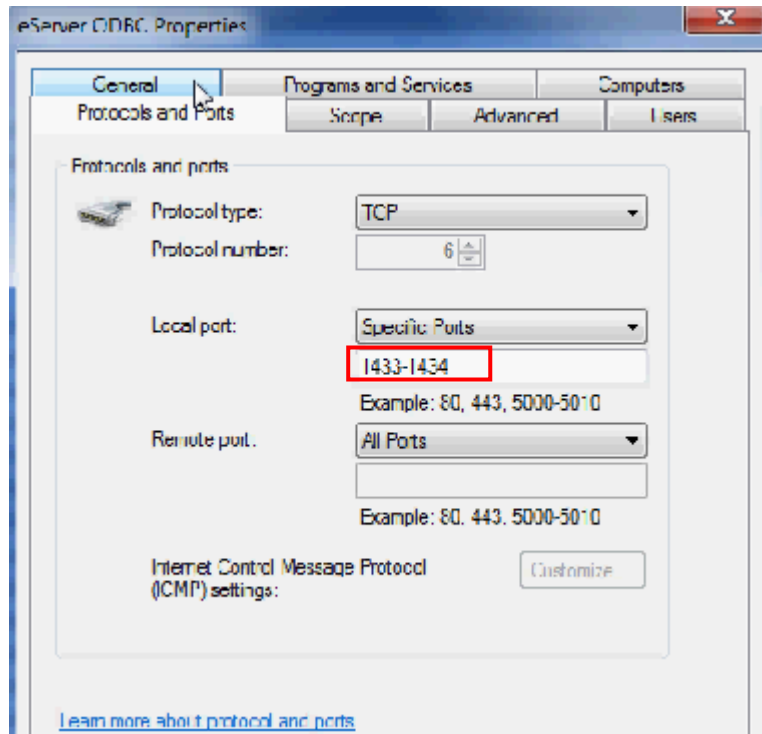 eServer ODBC Properties
General Programs and Services Computers
Protocols and Ports Scope Advanced Users
Protocols and ports
Protocol type: TCP
Protocol number: 6
Local port: Specific Ports
1433-1434
Example: 80, 443, 5000-5010
Remote port: All Ports
Example: 80, 443, 5000-5010
Internet Control Message Protocol Customize
(ICMP) settings:
Learn more about protocol and ports